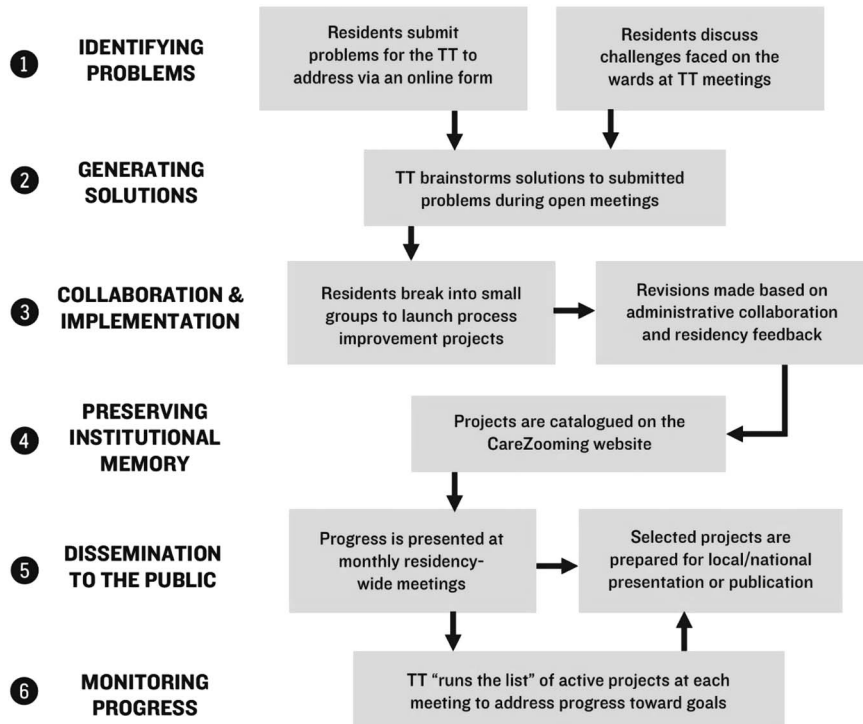 1
IDENTIFYING
PROBLEMS
Residents submit
problems for the TT to
address via an online form
Residents discuss
challenges faced on the
wards at TT meetings
2
GENERATING
SOLUTIONS
TT brainstorms solutions to submitted
problems during open meetings
3
COLLABORATION &
IMPLEMENTATION
Residents break into small
groups to launch process
improvement projects
Revisions made based on
administrative collaboration
and residency feedback
4
PRESERVING
INSTITUTIONAL
MEMORY
Projects are catalogued on the
CareZooming website
5
DISSEMINATION
TO THE PUBLIC
Progress is presented at
monthly residency-
wide meetings
Selected projects are
prepared for local/national
presentation or publication
6
MONITORING
PROGRESS
TT “runs the list” of active projects at each
meeting to address progress toward goals